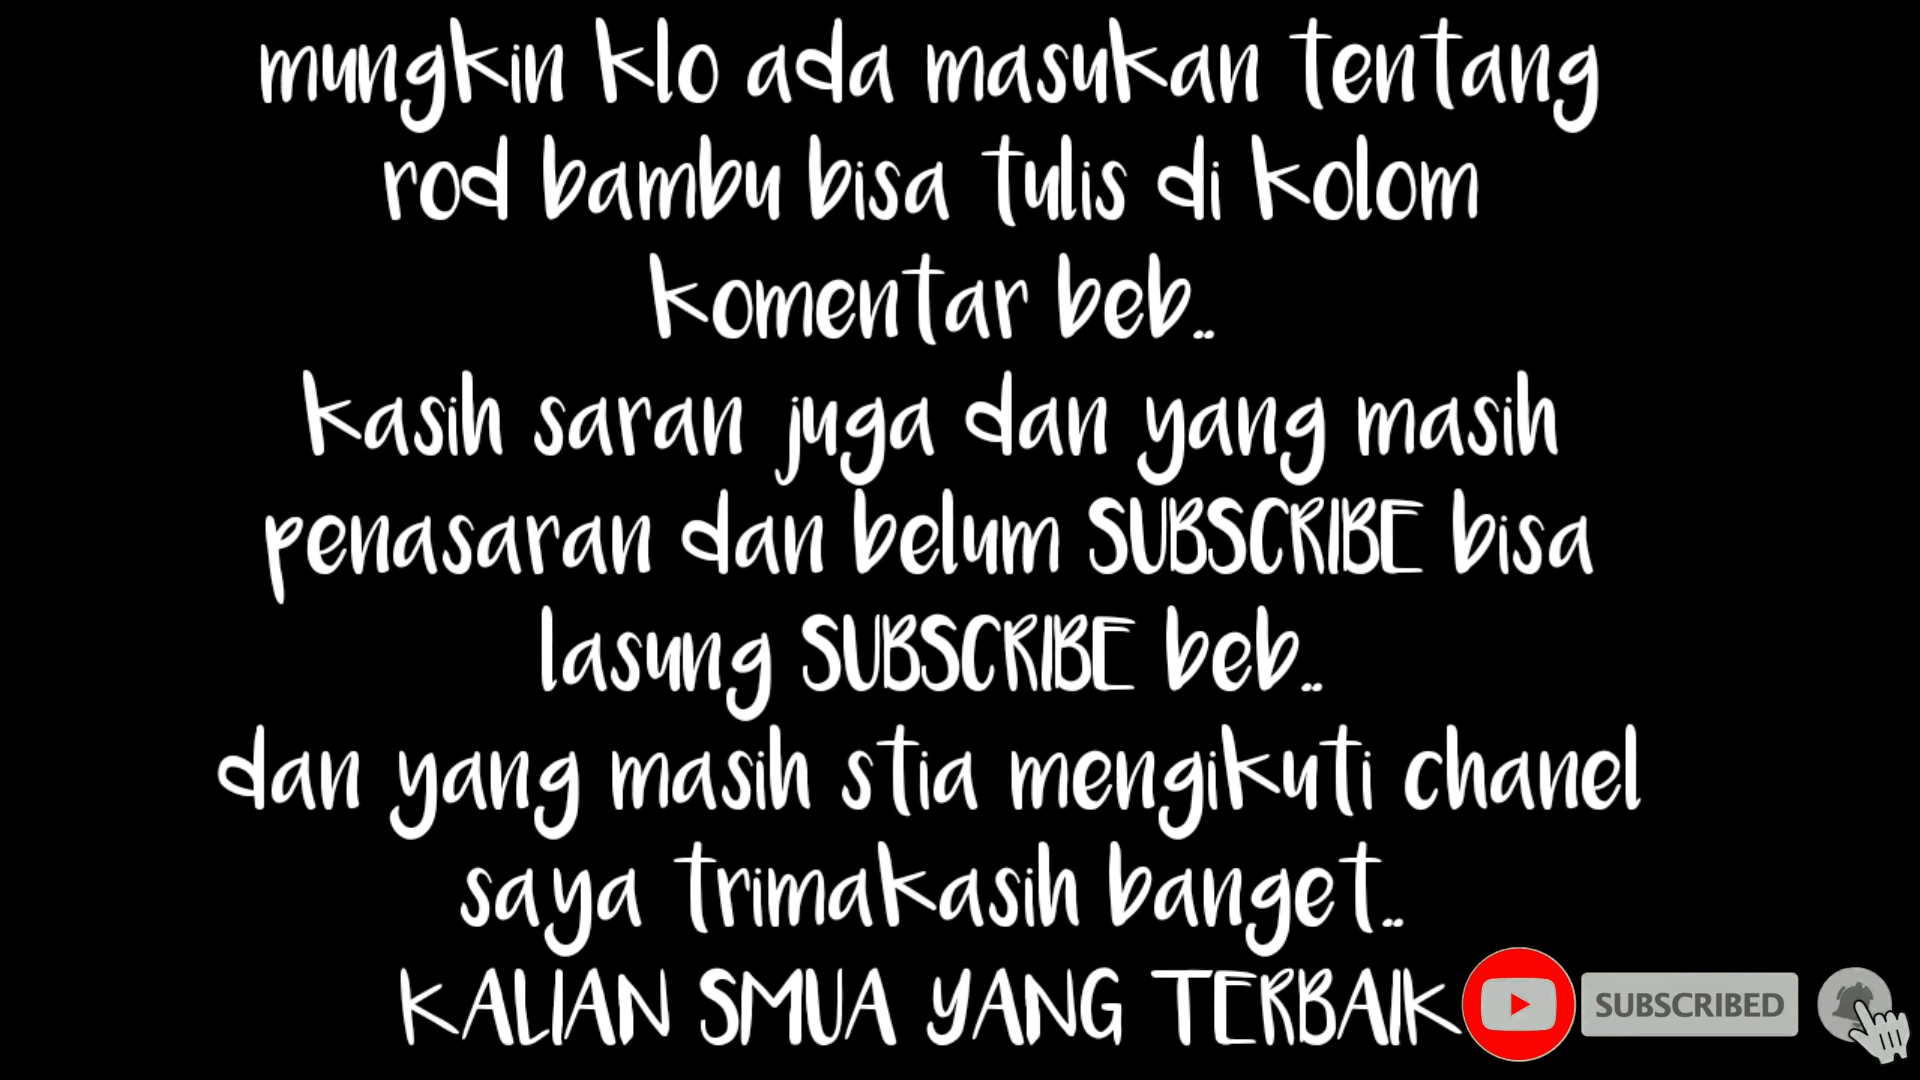 mungkin klo ada masukan tentang
rod bambu bisa tulis di kolom
komentar beb..
kasih saran juga dan yang masih
penasaran dan belum SUBSCRIBE bisa
lasung SUBSCRIBE beb..
dan yang masih stia mengikuti chanel
saya trimakasih banget..
KALIAN SMUA YANG TERBAIK
SUBSCRIBED